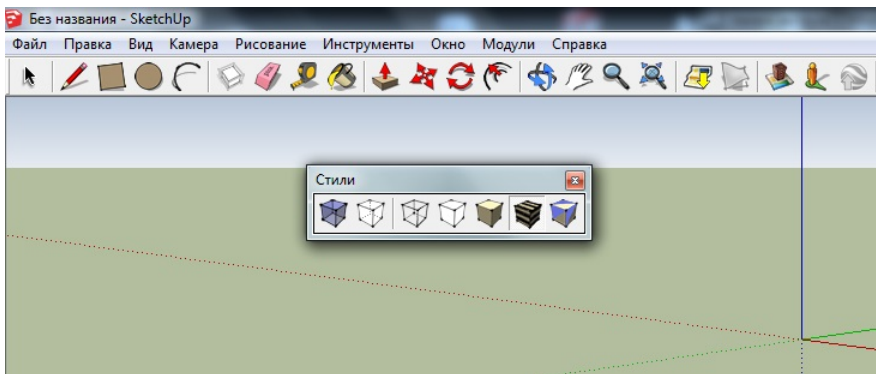 Без названия - SketchUp
Файл Правка Вид Камера Рисование Инструменты Окно Модули Справка
Стили